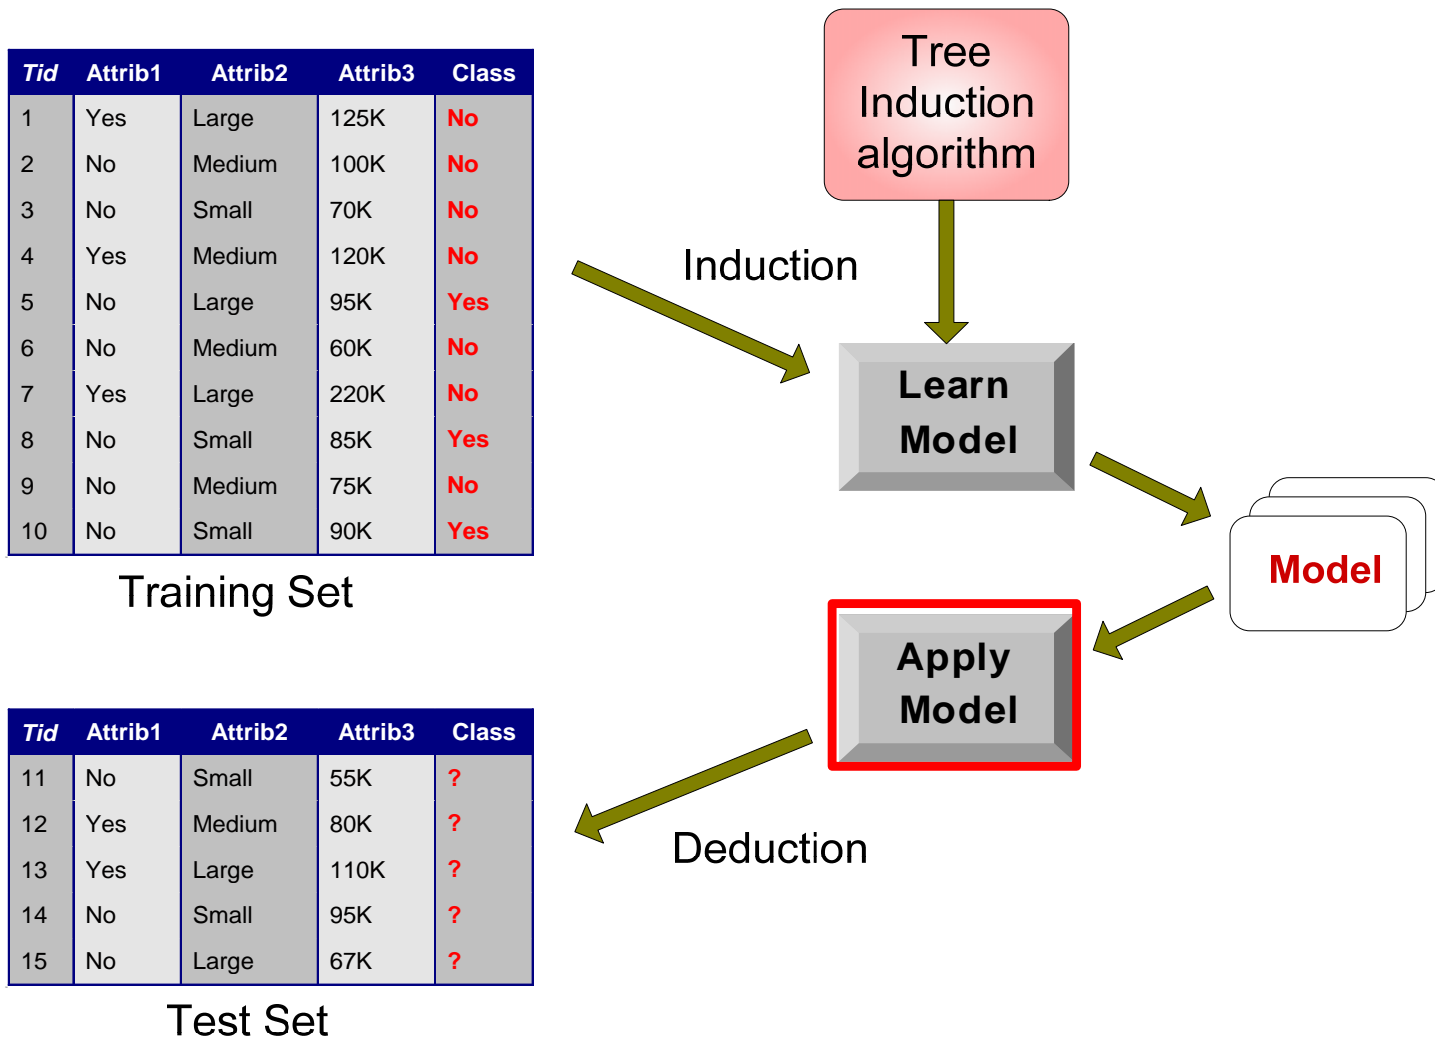 Tid Attrib1 Attrib2 Attrib3 Class
1 Yes Large 125K No
2 No Medium 100K No
3 No Small 70K No
4 Yes Medium 120K No
5 No Large 95K Yes
6 No Medium 60K No
7 Yes Large 220K No
8 No Small 85K Yes
9 No Medium 75K No
10 No Small 90K Yes
Training Set
Tree
Induction
algorithm
Induction
Learn
Model
Model
Apply
Model
Deduction
Tid Attrib1 Attrib2 Attrib3 Class
11 No Small 55K ?
12 Yes Medium 80K ?
13 Yes Large 110K ?
14 No Small 95K ?
15 No Large 67K ?
Test Set